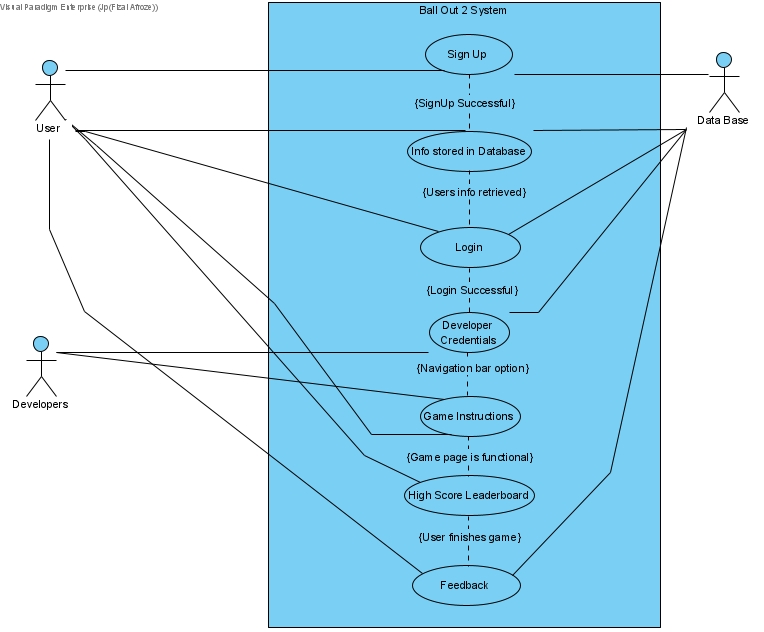 Visual Paradigm Enterprise (Jp(Fizal Afroze))
Ball Out 2 System
Sign Up
{SignUp Successful}
User
Data Base
Info stored in Database
{Users info retrieved}
Login
{Login Successful}
Developer
Credentials
{Navigation bar option}
Developers
Game Instructions
{Game page is functional}
High Score Leaderboard
{User finishes game}
Feedback